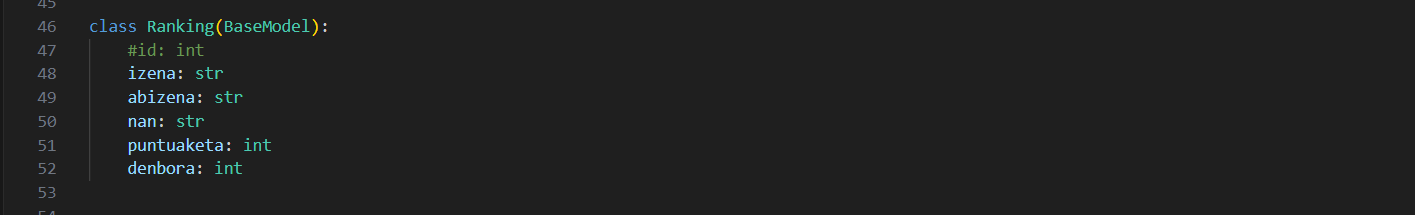 45
46 class Ranking(BaseModel):
47 #id: int
48 izena: str
49 abizena: str
50 nan: str
51 puntuaketa: int
52 denbora: int
53